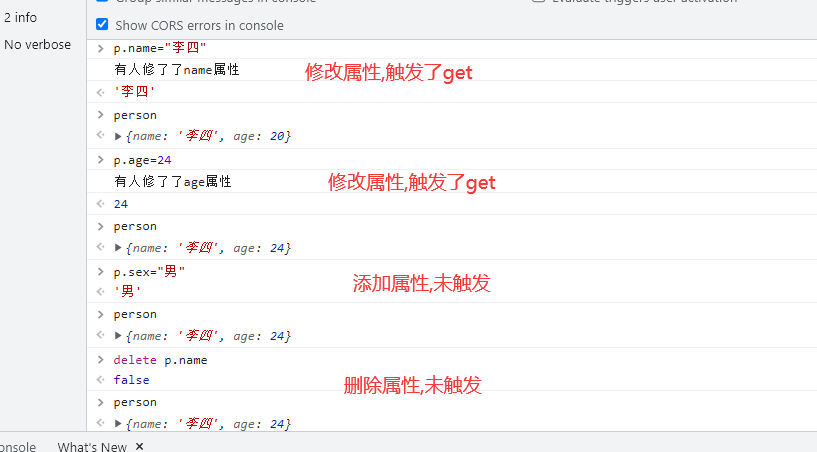 2 info
Show CORS errors in console
No verbose
p.name="李四"
有人修了了name属性
修改属性,触发了get
'李四'
person
{name: '李四', age: 20}
p.age=24
有人修了了age属性
修改属性,触发了get
24
person
{name: '李四', age: 24}
p.sex="男"
添加属性,未触发
'男'
person
{name: '李四', age: 24}
delete p.name
false
删除属性,未触发
person
{name: '李四', age: 24}
onsole What's New ×